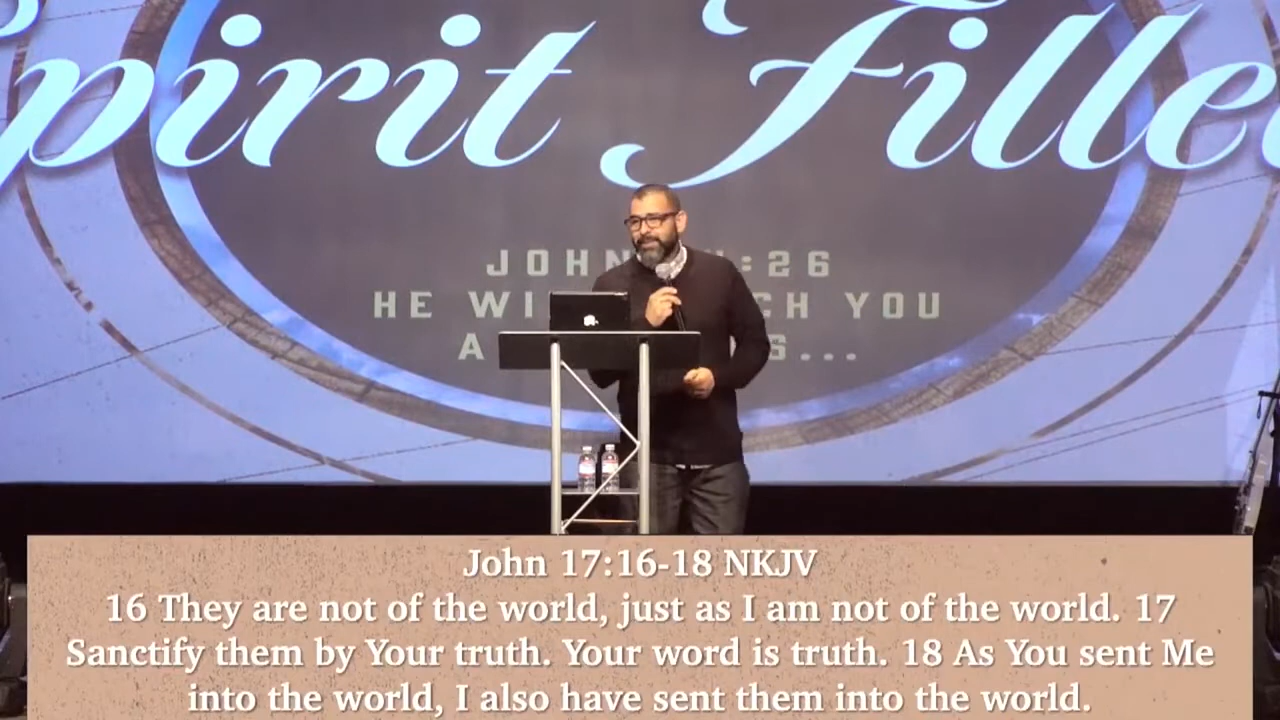 Spirit Fille
JOHN :26
HE WI CH YOU
A S...
John 17:16-18 NKJV
16 They are not of the world, just as I am not of the world. 17
Sanctify them by Your truth. Your word is truth. 18 As You sent Me
into the world, I also have sent them into the world.